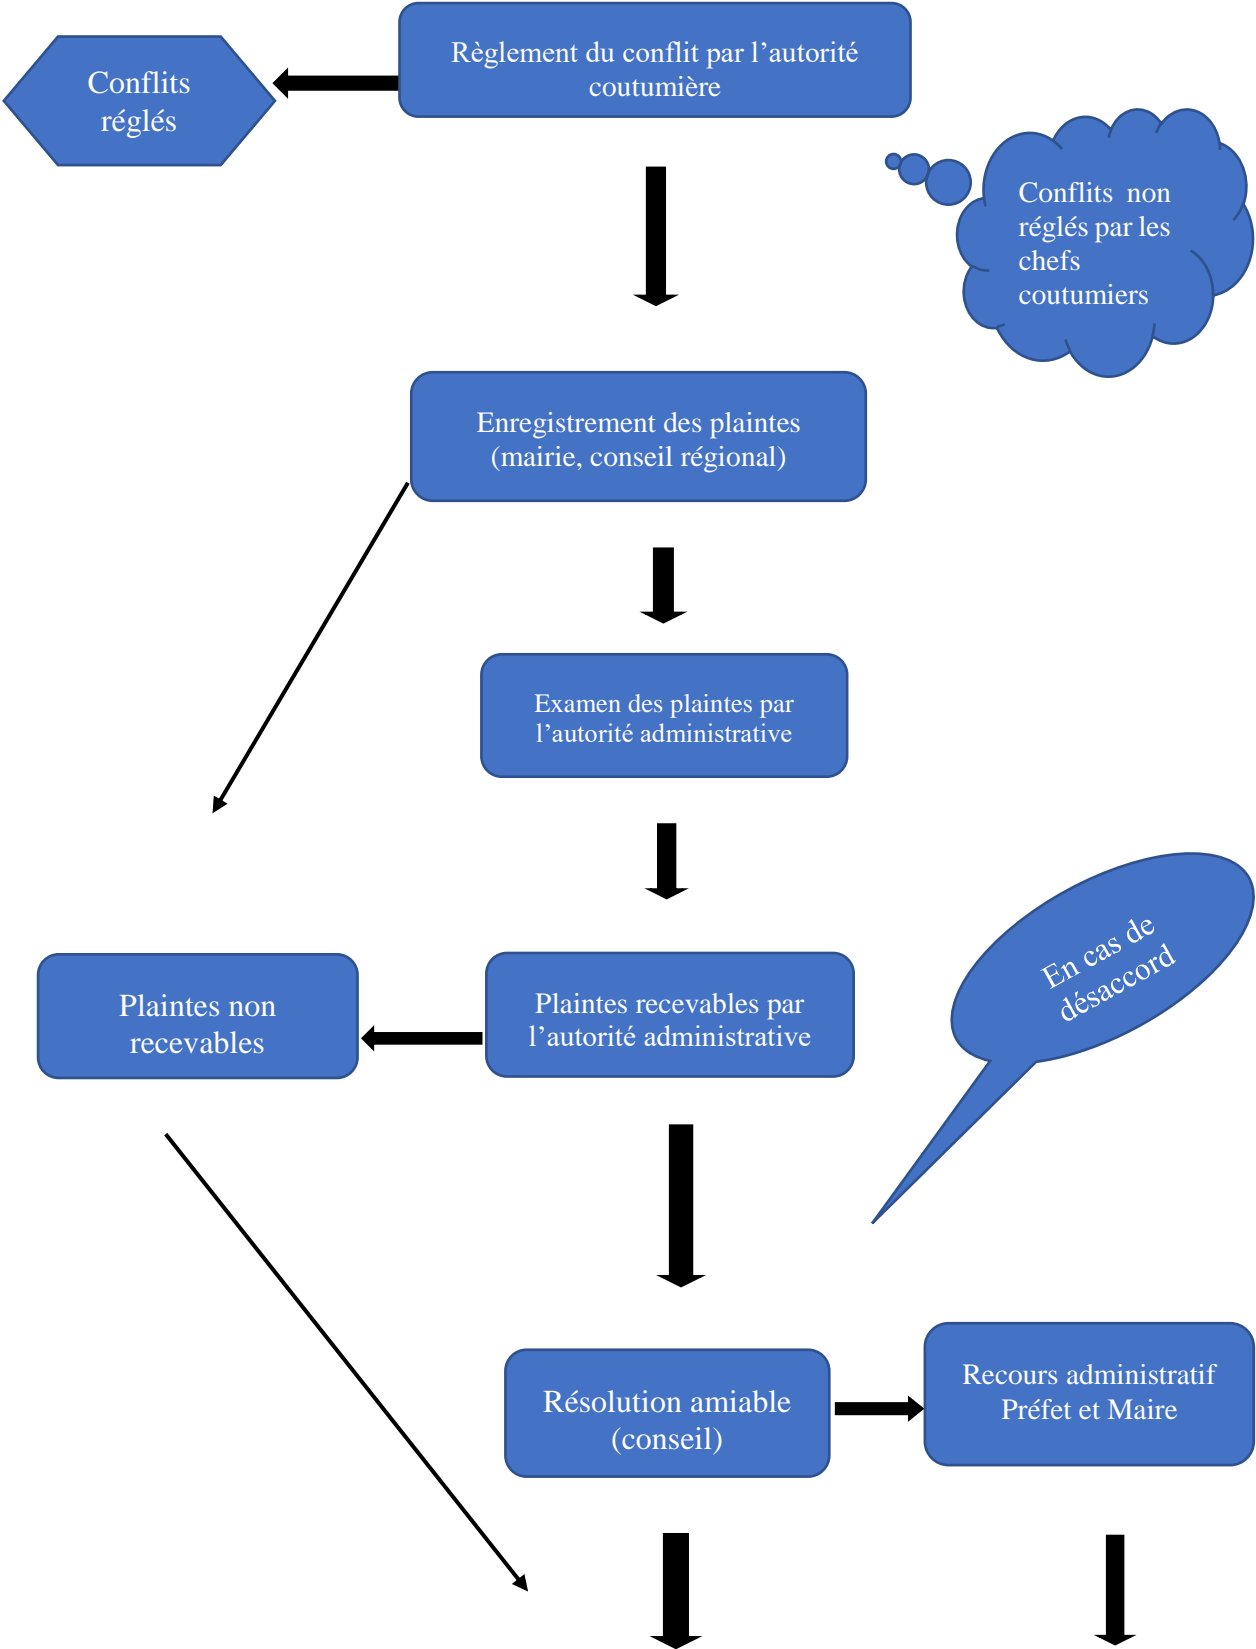 Règlement du conflit par l’autorité
coutumière
Conflits
réglés
Conflits  non
réglés par les
chefs
coutumiers
Enregistrement des plaintes
(mairie, conseil régional)
Examen des plaintes par
l’autorité administrative
En cas de
désaccord
Plaintes non
recevables
Plaintes recevables par
l’autorité administrative
Résolution amiable
(conseil)
Recours administratif
Préfet et Maire